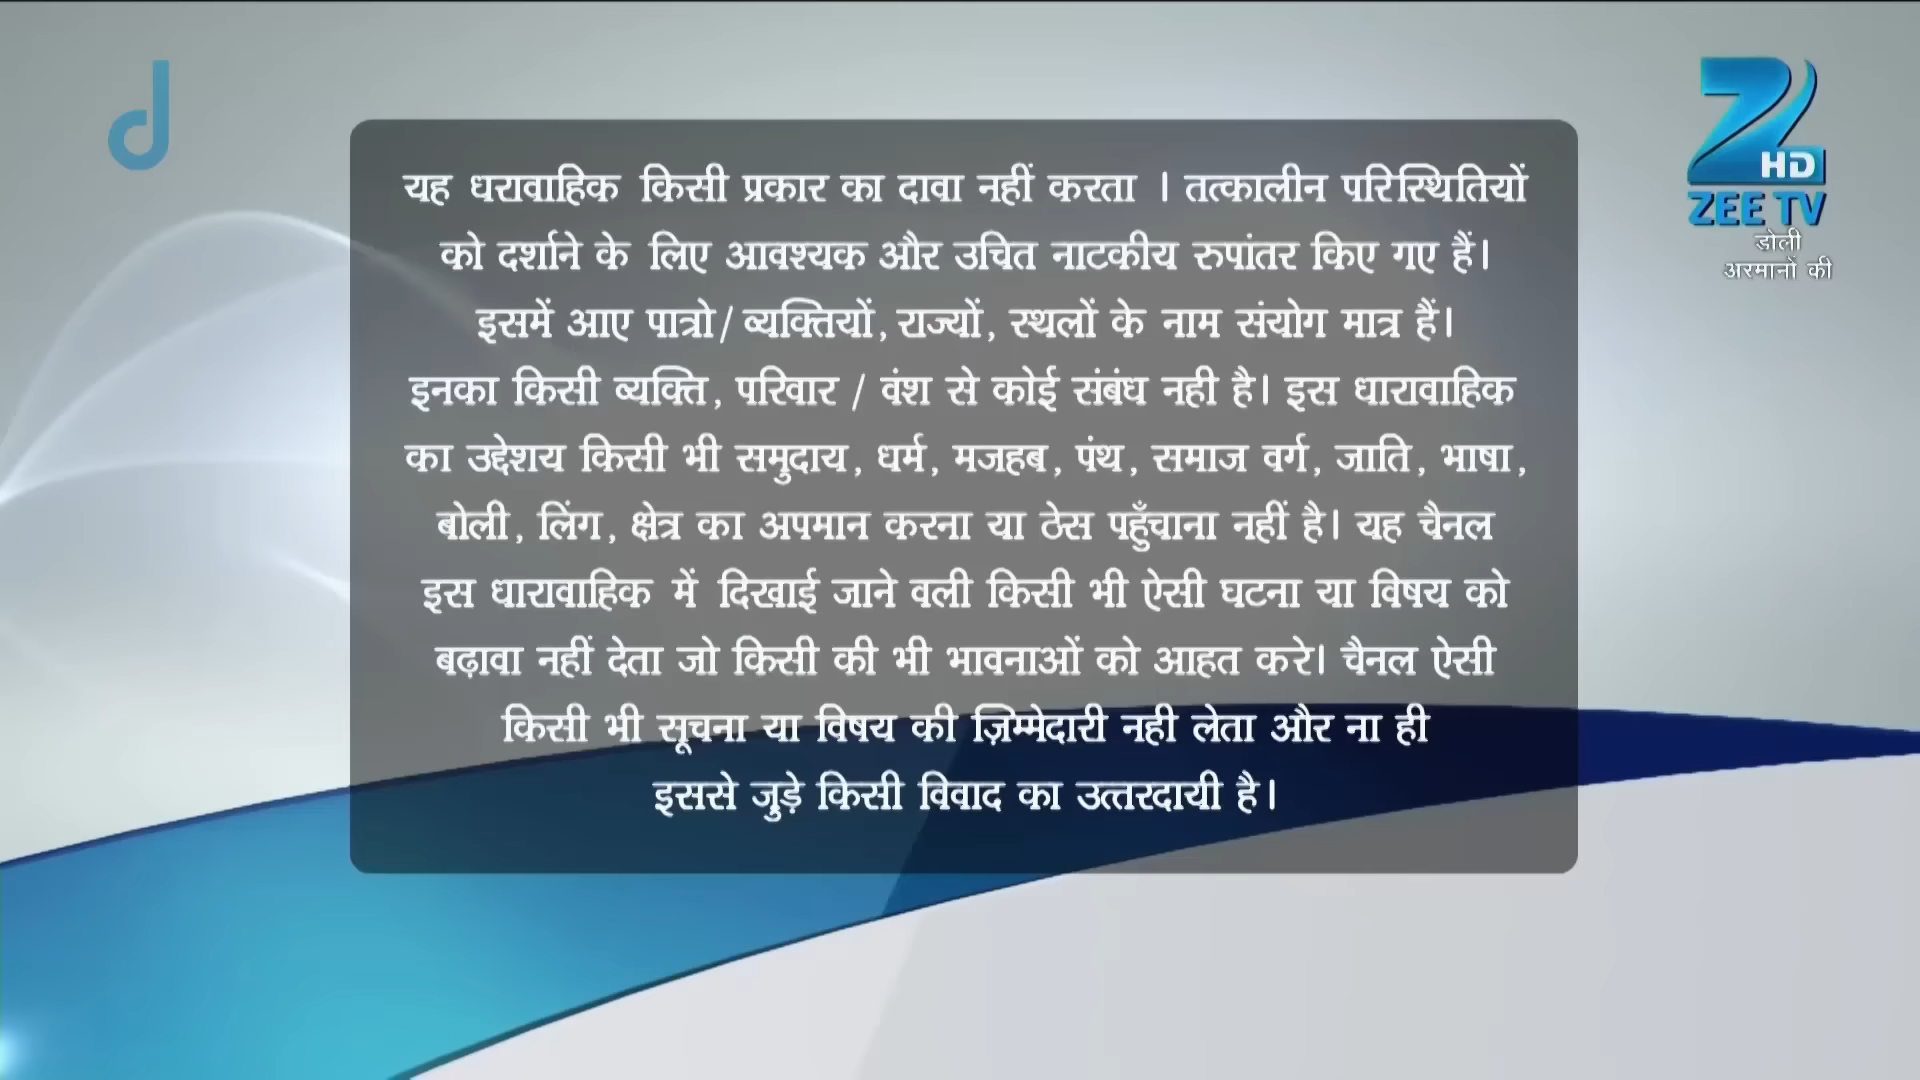 यह धरावाहिक किसी प्रकार का दावा नहीं करता । तत्कालीन परिस्थितियों
को दर्शाने के लिए आवश्यक और उचित नाटकीय रुपांतर किए गए हैं।
इसमें आए पात्रो/ व्यक्तियों, राज्यों, स्थलों के नाम संयोग मात्र हैं।
इनका किसी व्यक्ति, परिवार / वंश से कोई संबंध नही है। इस धारावाहिक
का उद्देशय किसी भी समुदाय, धर्म, मजहब, पंथ, समाज वर्ग, जाति, भाषा,
बोली, लिंग, क्षेत्र का अपमान करना या ठेस पहुँचाना नहीं है। यह चैनल
इस धारावाहिक में दिखाई जाने वली किसी भी ऐसी घटना या विषय को
बढ़ावा नहीं देता जो किसी की भी भावनाओं को आहत करे। चैनल ऐसी
किसी भी सूचना या विषय की ज़िम्मेदारी नही लेता और ना ही
इससे जुड़े किसी विवाद का उत्तरदायी है।
d
Z HD
ZEE TV
डोली
अरमानों की